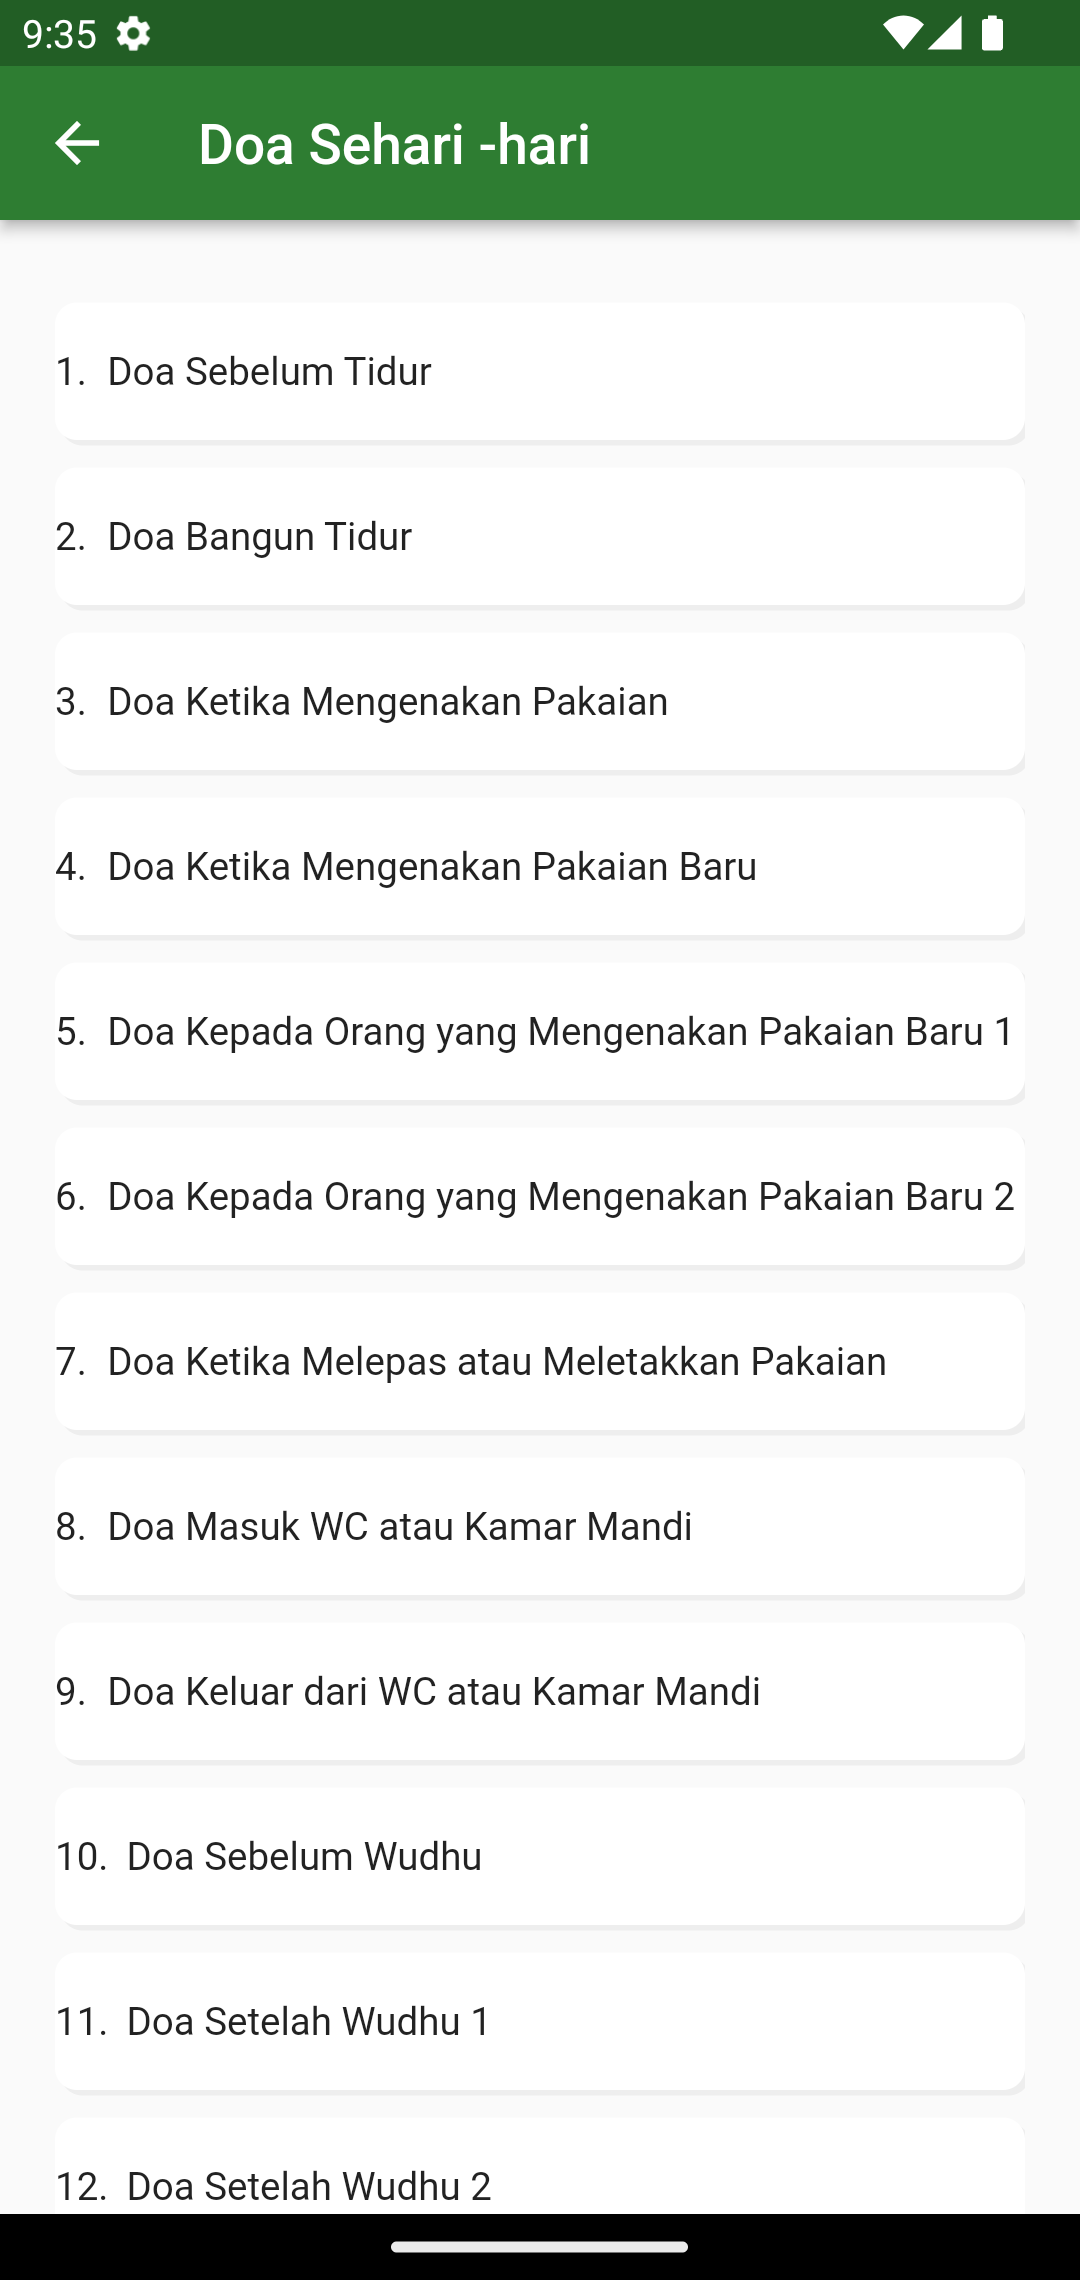 9:35
Doa Sehari -hari
1. Doa Sebelum Tidur
2. Doa Bangun Tidur
3. Doa Ketika Mengenakan Pakaian
4. Doa Ketika Mengenakan Pakaian Baru
5. Doa Kepada Orang yang Mengenakan Pakaian Baru 1
6. Doa Kepada Orang yang Mengenakan Pakaian Baru 2
7. Doa Ketika Melepas atau Meletakkan Pakaian
8. Doa Masuk WC atau Kamar Mandi
9. Doa Keluar dari WC atau Kamar Mandi
10. Doa Sebelum Wudhu
11. Doa Setelah Wudhu 1
12. Doa Setelah Wudhu 2